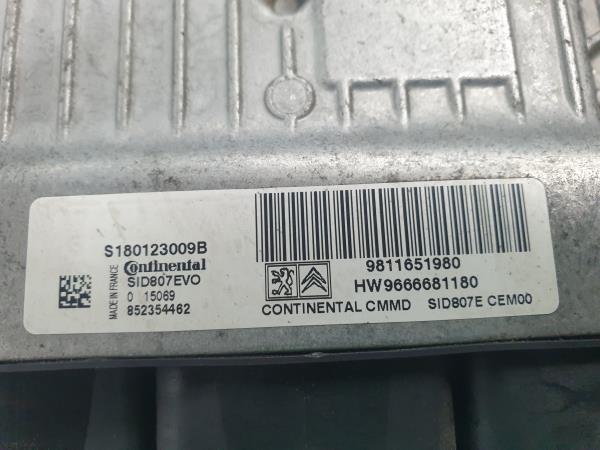 S180123009B
Continental
SID807EVO
0 15069
852354462
MADE IN FRANCE
9811651980
HW9666681180
CONTINENTAL CMMD SID807E CEM00